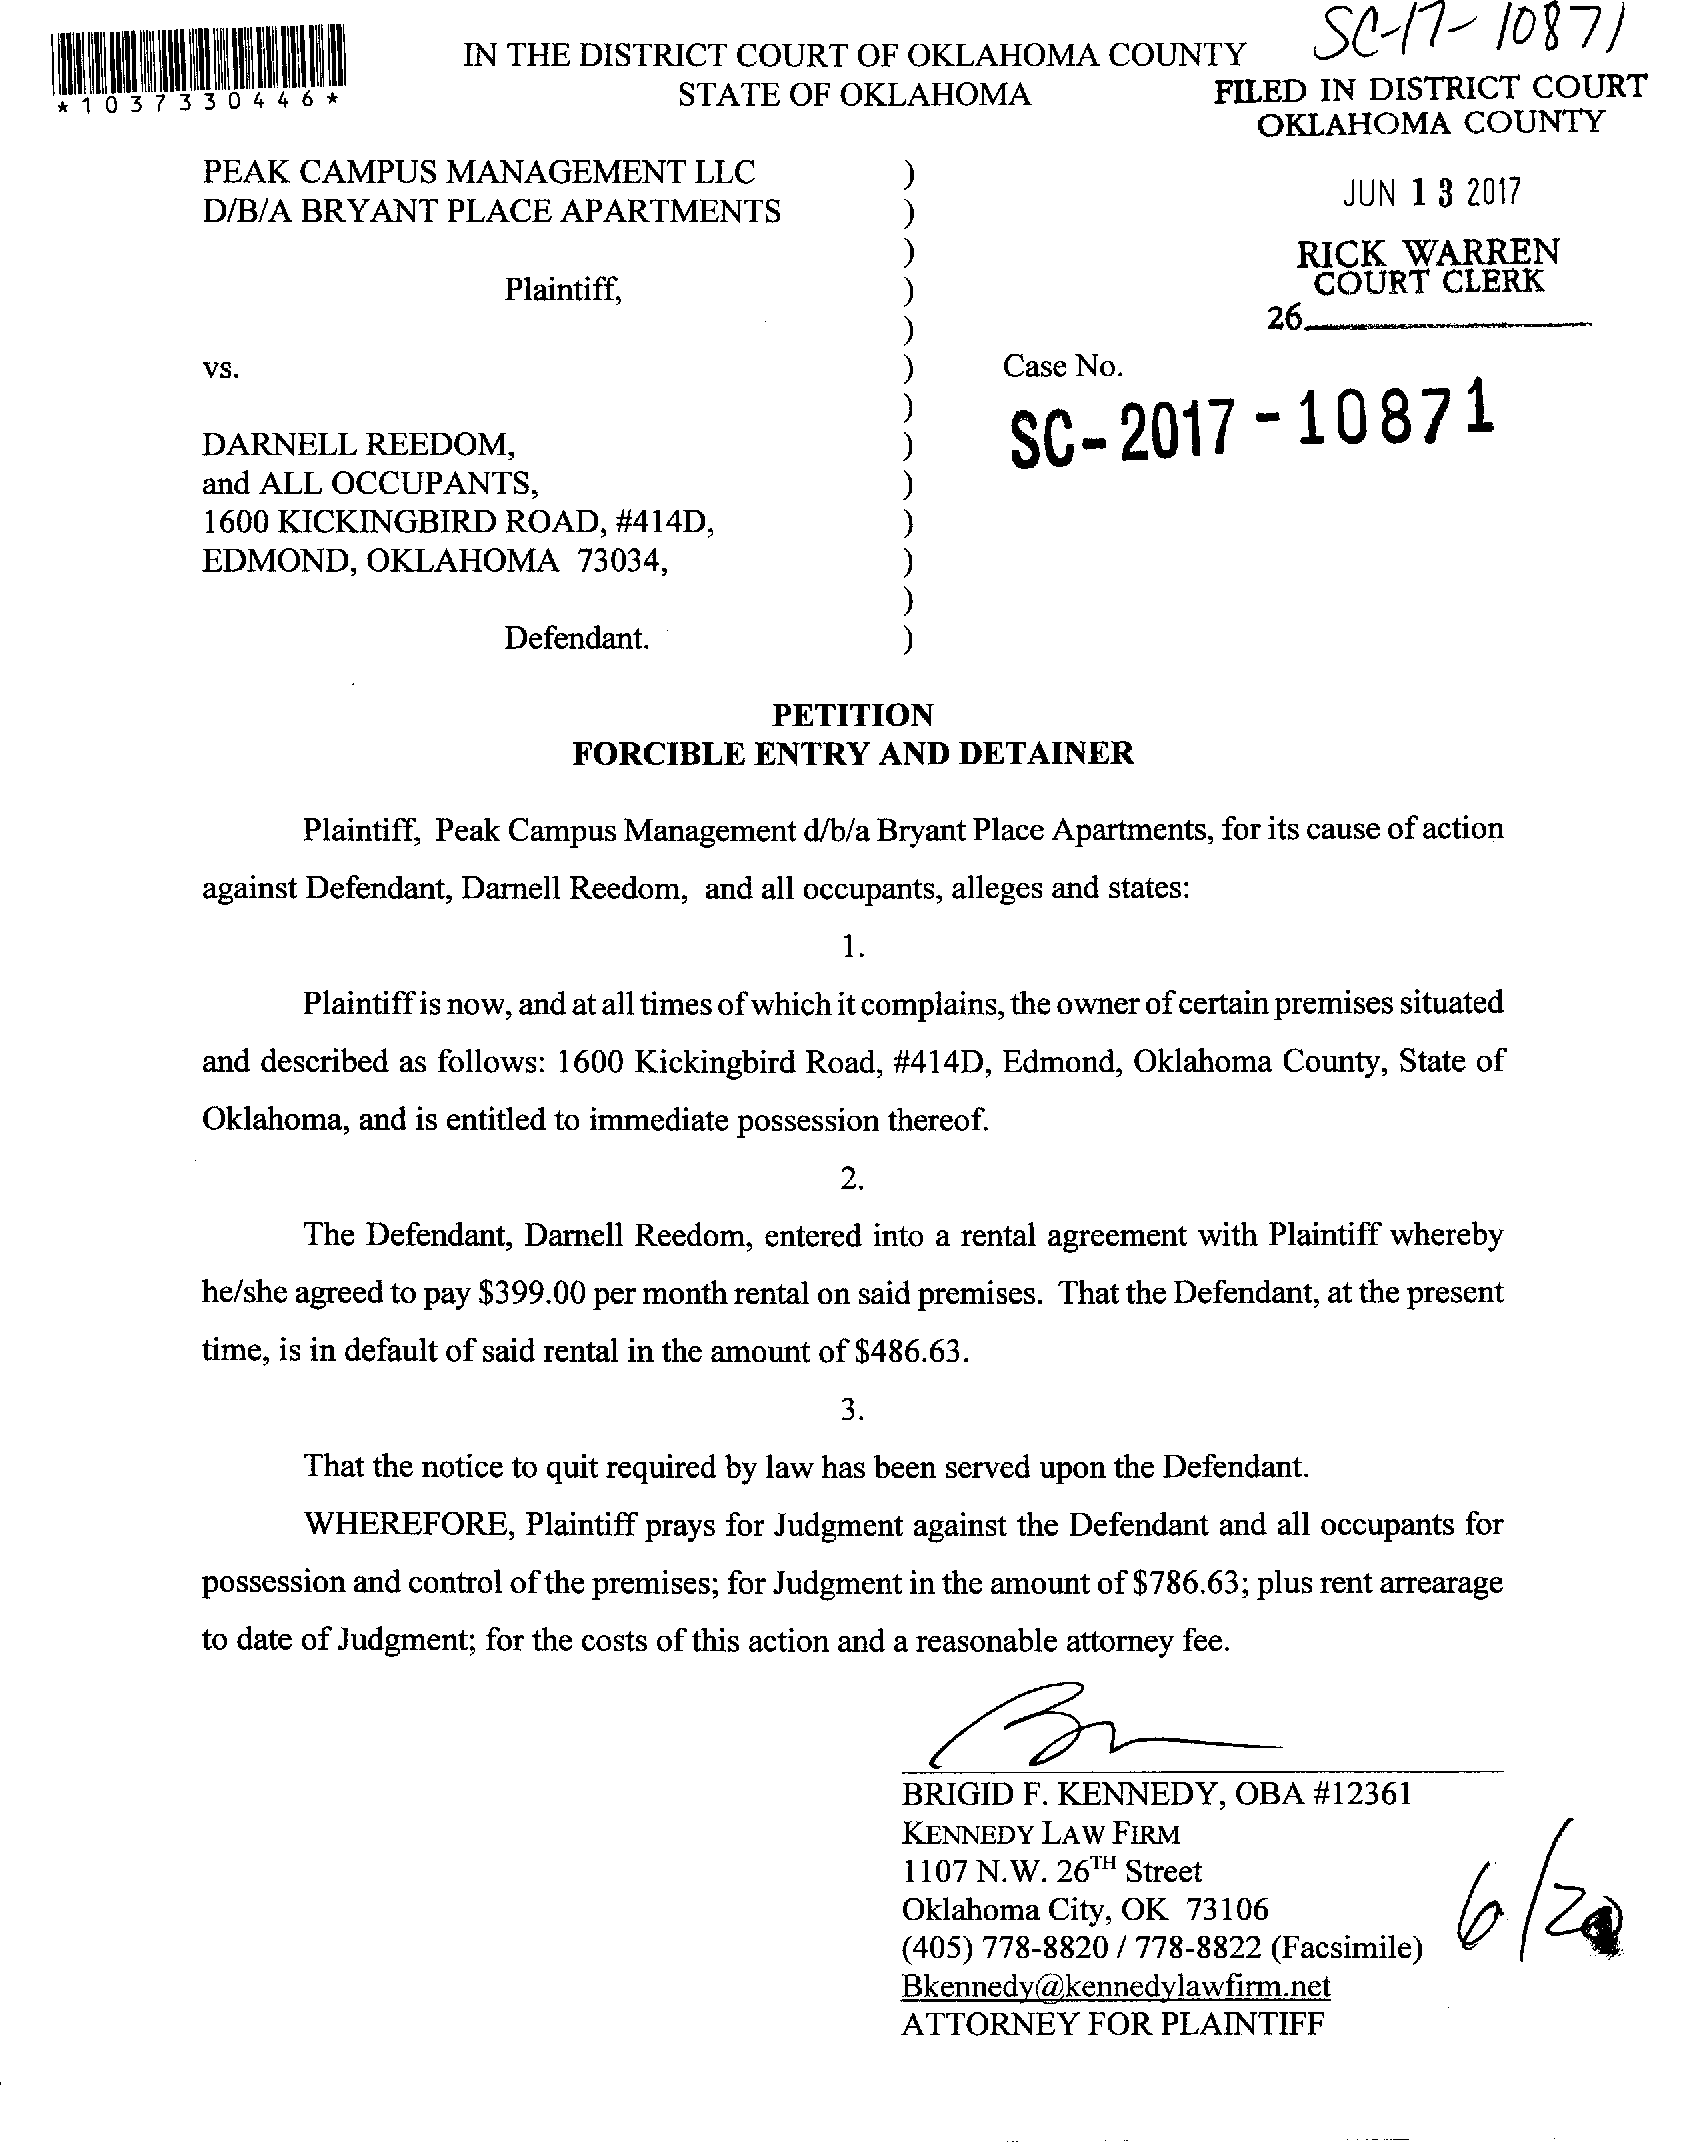 SC-17-10871
*1037330446*
IN THE DISTRICT COURT OF OKLAHOMA COUNTY
STATE OF OKLAHOMA
FILED IN DISTRICT COURT
OKLAHOMA COUNTY
JUN 13 2017
RICK WARREN
COURT CLERK
26
PEAK CAMPUS MANAGEMENT LLC )
D/B/A BRYANT PLACE APARTMENTS )
)
Plaintiff, )
)
vs. ) Case No.
) SC-2017-10871
DARNELL REEDOM, )
and ALL OCCUPANTS, )
1600 KICKINGBIRD ROAD, #414D, )
EDMOND, OKLAHOMA 73034, )
)
Defendant. )
PETITION
FORCIBLE ENTRY AND DETAINER
Plaintiff, Peak Campus Management d/b/a Bryant Place Apartments, for its cause of action
against Defendant, Darnell Reedom, and all occupants, alleges and states:
1.
Plaintiff is now, and at all times of which it complains, the owner of certain premises situated
and described as follows: 1600 Kickingbird Road, #414D, Edmond, Oklahoma County, State of
Oklahoma, and is entitled to immediate possession thereof.
2.
The Defendant, Darnell Reedom, entered into a rental agreement with Plaintiff whereby
he/she agreed to pay $399.00 per month rental on said premises. That the Defendant, at the present
time, is in default of said rental in the amount of $486.63.
3.
That the notice to quit required by law has been served upon the Defendant.
WHEREFORE, Plaintiff prays for Judgment against the Defendant and all occupants for
possession and control of the premises; for Judgment in the amount of $786.63; plus rent arrearage
to date of Judgment; for the costs of this action and a reasonable attorney fee.
BRIGID F. KENNEDY, OBA #12361
KENNEDY LAW FIRM
1107 N.W. 26TH Street
Oklahoma City, OK 73106
(405) 778-8820 / 778-8822 (Facsimile)
Bkennedy@kennedylawfirm.net
ATTORNEY FOR PLAINTIFF